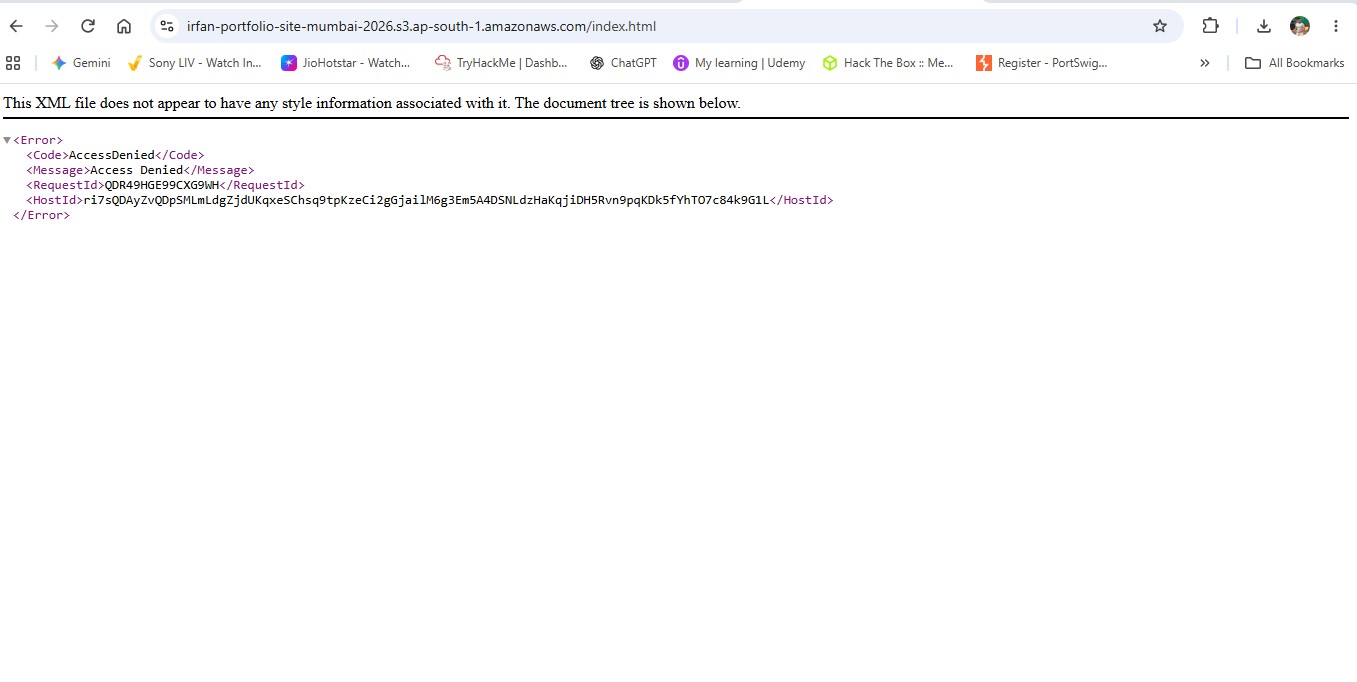 irfan-portfolio-site-mumbai-2026.s3.ap-south-1.amazonaws.com/index.html
Gemini Sony LIV - Watch In... JioHotstar - Watch... TryHackMe | Dashb... ChatGPT My learning | Udemy Hack The Box :: Me... Register - PortSwig... » All Bookmarks
This XML file does not appear to have any style information associated with it. The document tree is shown below.
▼<Error>
<Code>AccessDenied</Code>
<Message>Access Denied</Message>
<RequestId>QDR49HGE99CXG9WH</RequestId>
<HostId>ri7sQDAyZvQDpSMLmLdgZjdUKqxeSChsq9tpKzeCi2gGjailM6g3Em5A4DSNLdzHaKqjiDH5Rvn9pqKDk5fYhTO7c84k9G1L</HostId>
</Error>